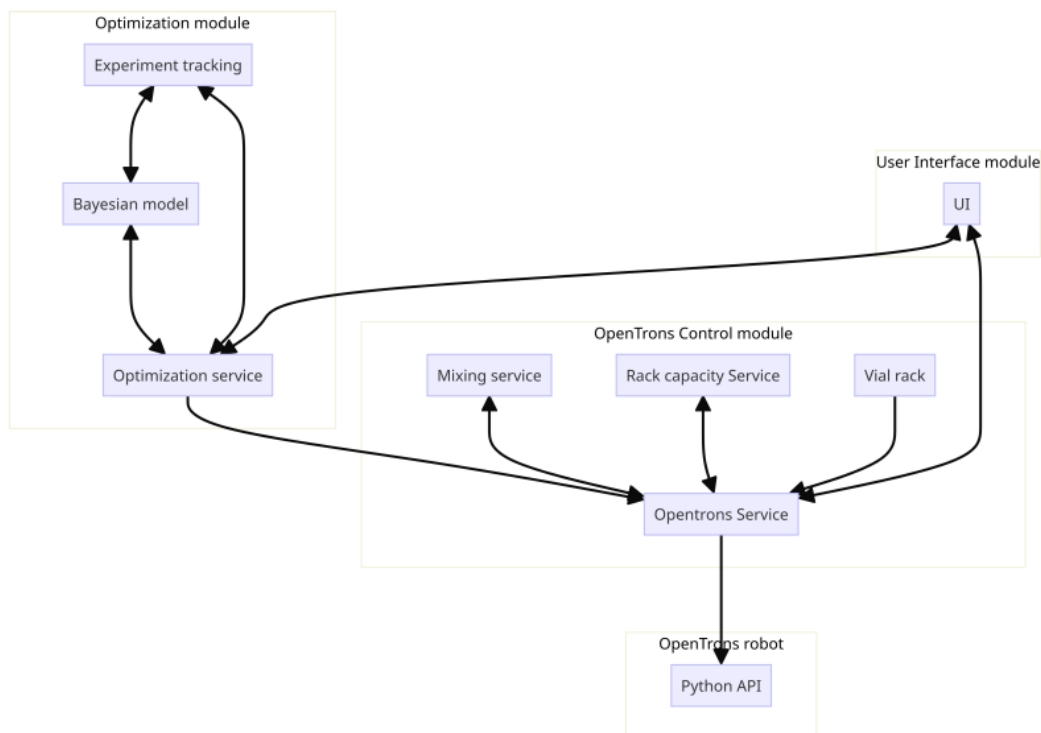 Optimization module
Experiment tracking
Bayesian model
Optimization service
User Interface module
UI
OpenTrons Control module
Mixing service
Rack capacity Service
Vial rack
Opentrons Service
OpenTrons robot
Python API